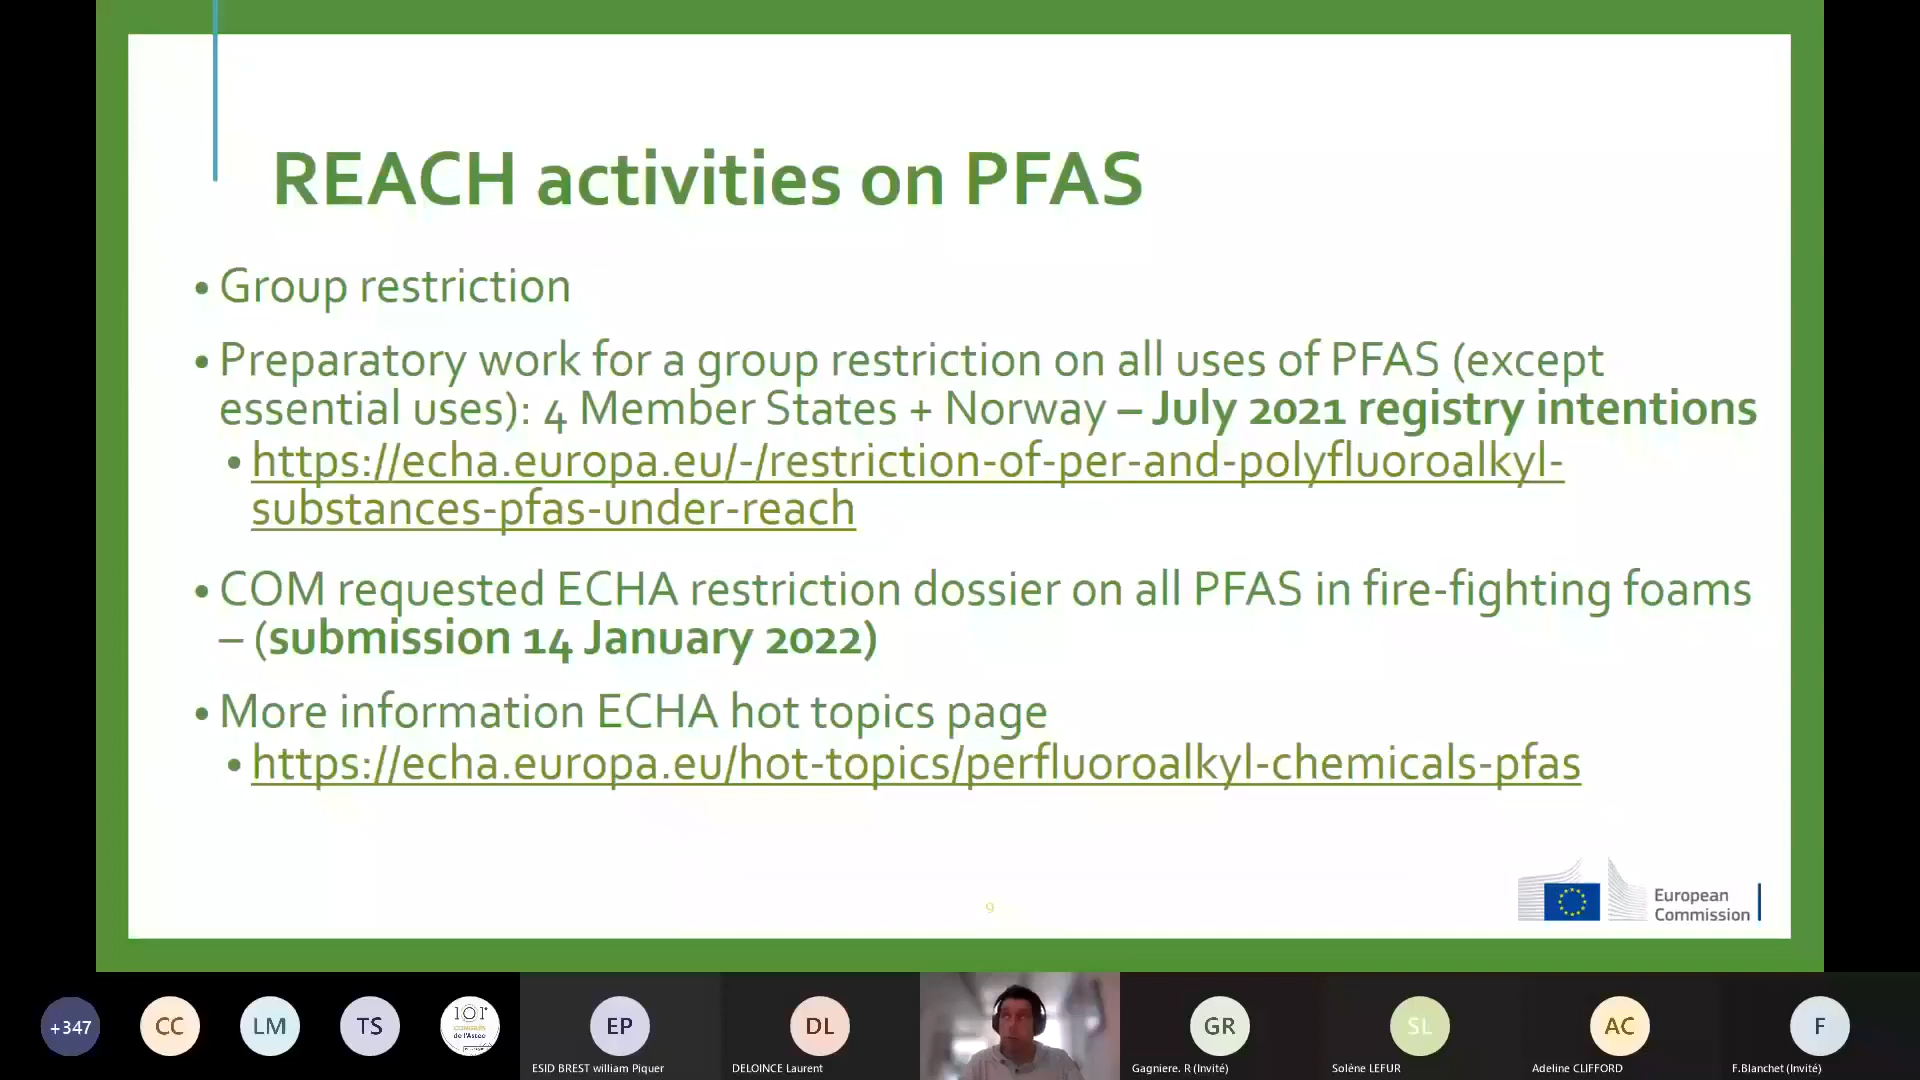 REACH activities on PFAS
• Group restriction
• Preparatory work for a group restriction on all uses of PFAS (except
essential uses): 4 Member States + Norway – July 2021 registry intentions
• https://echa.europa.eu/-/restriction-of-per-and-polyfluoroalkyl-
substances-pfas-under-reach
• COM requested ECHA restriction dossier on all PFAS in fire-fighting foams
– (submission 14 January 2022)
• More information ECHA hot topics page
• https://echa.europa.eu/hot-topics/perfluoroalkyl-chemicals-pfas
9
European
Commission
+347
CC
LM
TS
101e
CONGRÈS
de l'Astee
EP
ESID BREST william Piquer
DL
DELOINCE Laurent
GR
Gagniere. R (Invité)
SL
Solène LEFUR
AC
Adeline CLIFFORD
F
F.Blanchet (Invité)